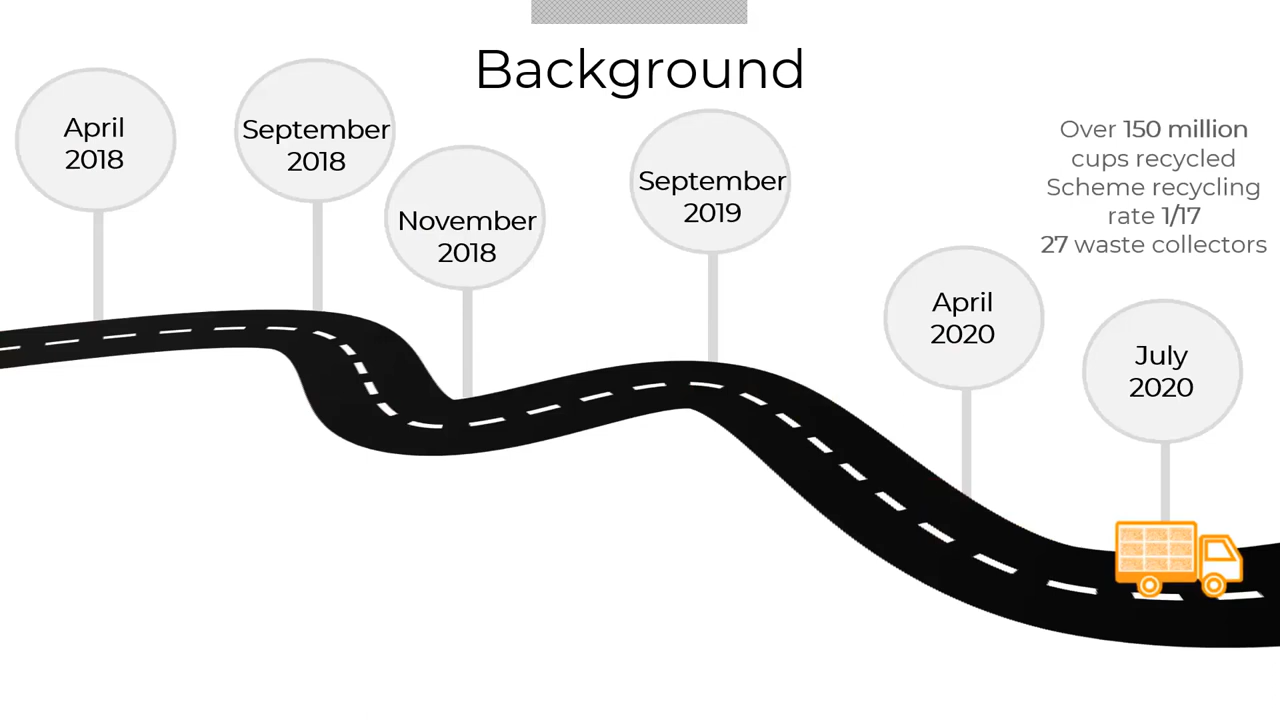 Background
April
2018
September
2018
November
2018
September
2019
April
2020
July
2020
Over 150 million
cups recycled
Scheme recycling
rate 1/17
27 waste collectors